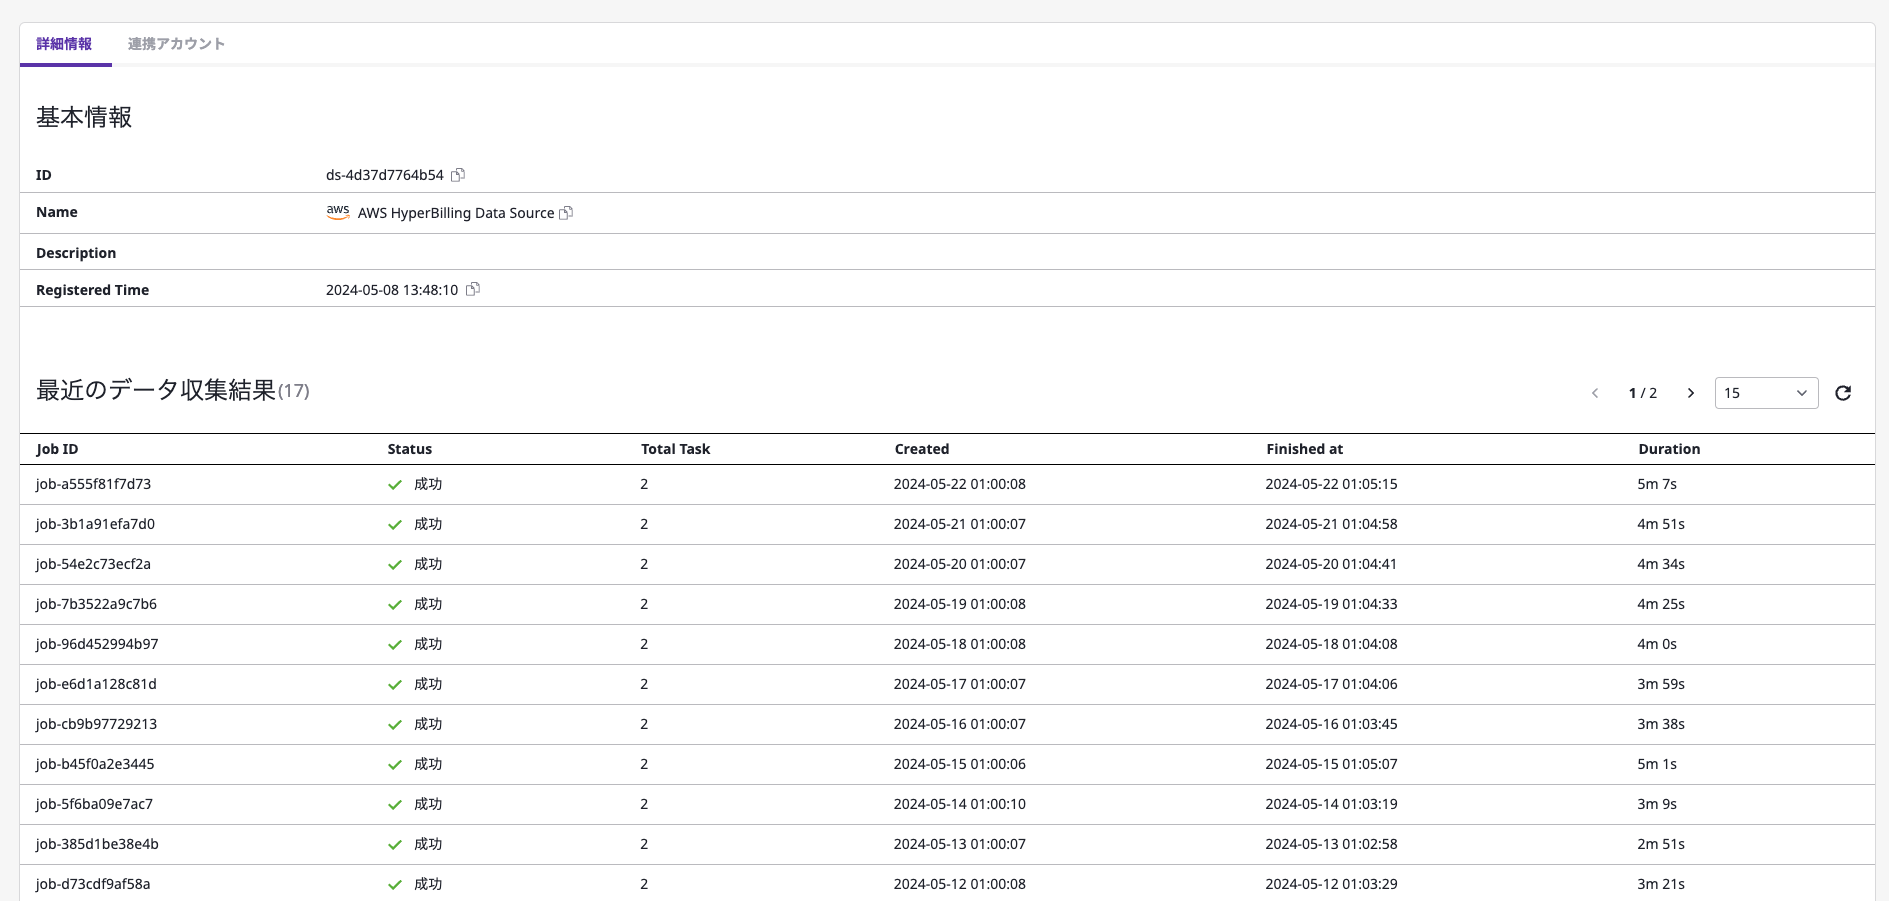 詳細情報 連携アカウント
基本情報
ID ds-4d37d7764b54
Name aws AWS HyperBilling Data Source
Description
Registered Time 2024-05-08 13:48:10
最近のデータ収集結果(17) 1 / 2 15
Job ID Status Total Task Created Finished at Duration
job-a555f81f7d73 成功 2 2024-05-22 01:00:08 2024-05-22 01:05:15 5m 7s
job-3b1a91efa7d0 成功 2 2024-05-21 01:00:07 2024-05-21 01:04:58 4m 51s
job-54e2c73ecf2a 成功 2 2024-05-20 01:00:07 2024-05-20 01:04:41 4m 34s
job-7b3522a9c7b6 成功 2 2024-05-19 01:00:08 2024-05-19 01:04:33 4m 25s
job-96d452994b97 成功 2 2024-05-18 01:00:08 2024-05-18 01:04:08 4m 0s
job-e6d1a128c81d 成功 2 2024-05-17 01:00:07 2024-05-17 01:04:06 3m 59s
job-cb9b97729213 成功 2 2024-05-16 01:00:07 2024-05-16 01:03:45 3m 38s
job-b45f0a2e3445 成功 2 2024-05-15 01:00:06 2024-05-15 01:05:07 5m 1s
job-5f6ba09e7ac7 成功 2 2024-05-14 01:00:10 2024-05-14 01:03:19 3m 9s
job-385d1be38e4b 成功 2 2024-05-13 01:00:07 2024-05-13 01:02:58 2m 51s
job-d73cdf9af58a 成功 2 2024-05-12 01:00:08 2024-05-12 01:03:29 3m 21s